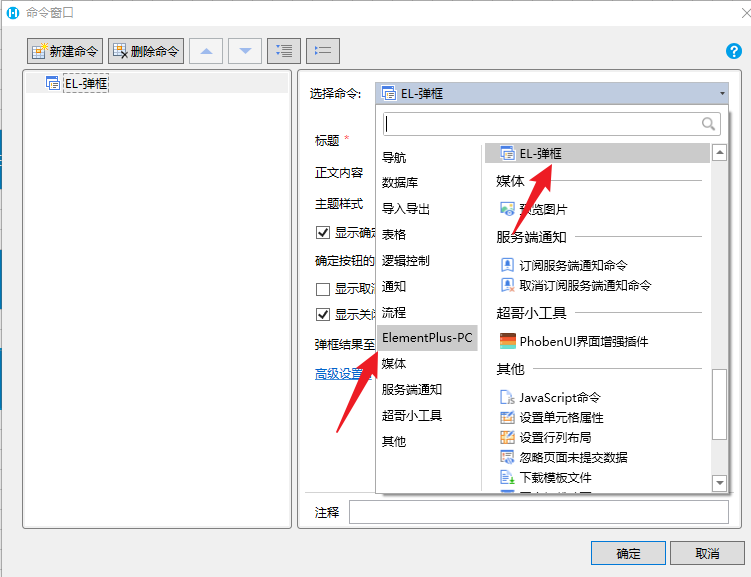 命令窗口
新建命令
删除命令
EL-弹框
选择命令:
EL-弹框
标题 *
正文内容
主题样式
显示确定
确定按钮的
显示取
显示关
弹框结果至
高级设置
导航
数据库
导入导出
表格
逻辑控制
通知
流程
ElementPlus-PC
媒体
服务端通知
超哥小工具
其他
EL-弹框
媒体
预览图片
服务端通知
订阅服务端通知命令
取消订阅服务端通知命令
超哥小工具
PhobenUI界面增强插件
其他
JavaScript命令
设置单元格属性
设置行列布局
忽略页面未提交数据
下载模板文件
注释
确定
取消